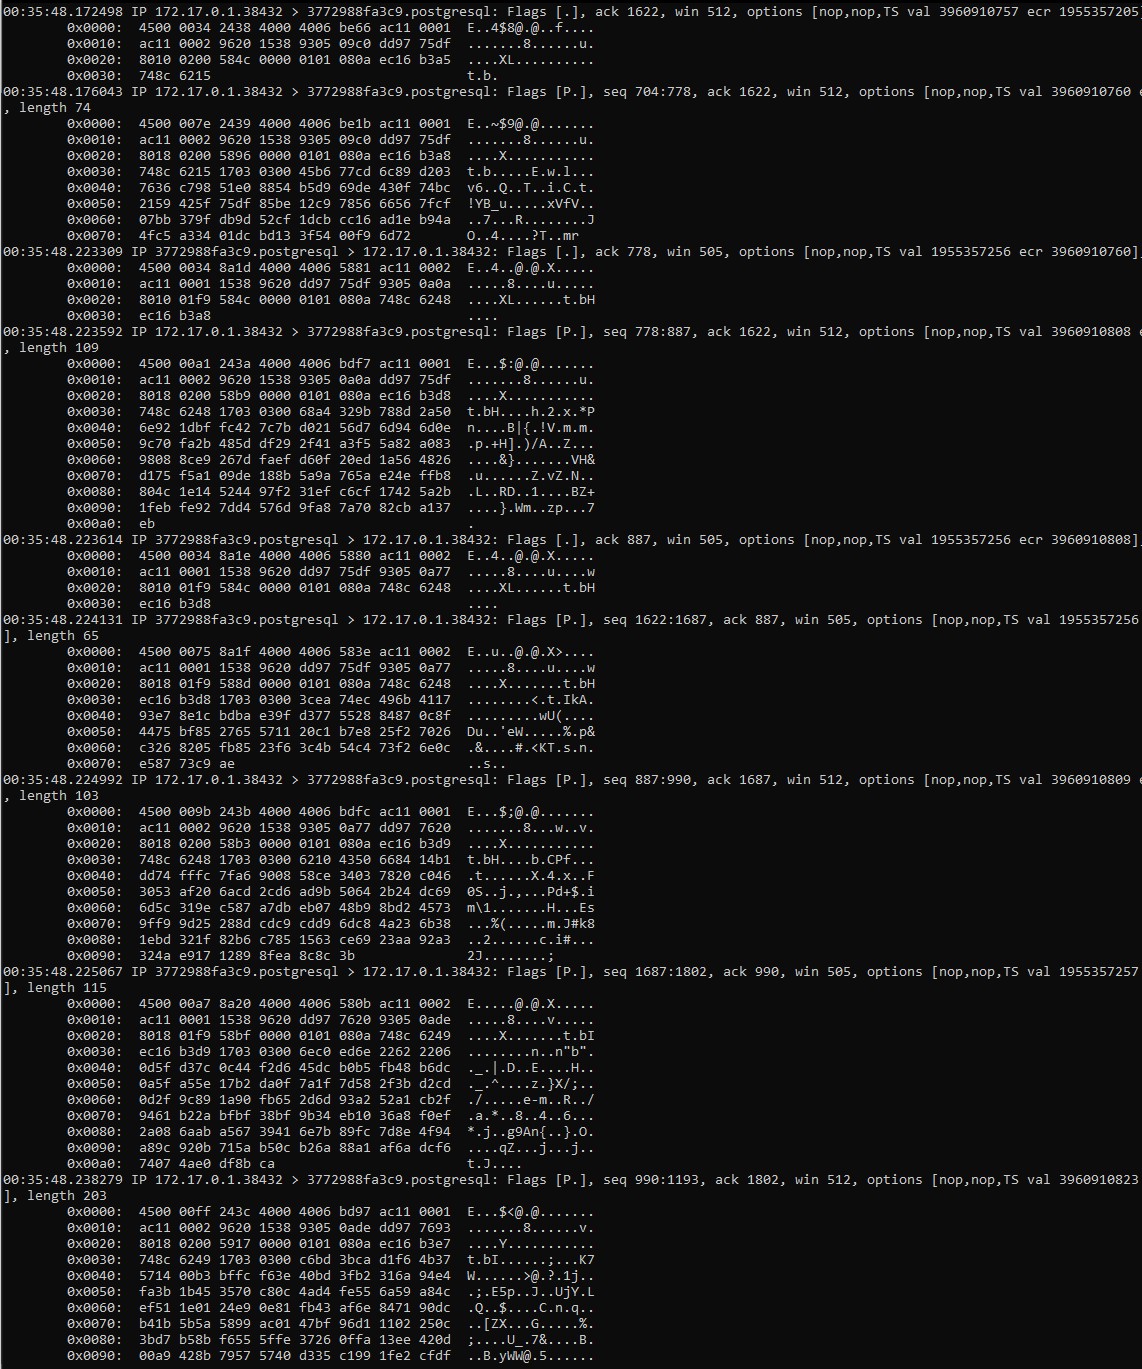 00:35:48.172498 IP 172.17.0.1.38432 > 3772988fa3c9.postgresql: Flags [.], ack 1622, win 512, options [nop,nop,TS val 3960910757 ecr 1955357205]
0x0000:  4500 0034 2438 4000 4006 be66 ac11 0001  E..4$8@.@..f....
0x0010:  ac11 0002 9620 1538 9305 09c0 dd97 75df  .......8......u.
0x0020:  8010 0200 584c 0000 0101 080a ec16 b3a5  ....XL..........
0x0030:  748c 6215                                t.b.
00:35:48.176043 IP 172.17.0.1.38432 > 3772988fa3c9.postgresql: Flags [P.], seq 704:778, ack 1622, win 512, options [nop,nop,TS val 3960910760 e
, length 74
0x0000:  4500 007e 2439 4000 4006 be1b ac11 0001  E..~$9@.@.......
0x0010:  ac11 0002 9620 1538 9305 09c0 dd97 75df  .......8......u.
0x0020:  8018 0200 5896 0000 0101 080a ec16 b3a8  ....X...........
0x0030:  748c 6215 1703 0300 45b6 77cd 6c89 d203  t.b.....E.w.l...
0x0040:  7636 c798 51e0 8854 b5d9 69de 430f 74bc  v6..Q..T..i.C.t.
0x0050:  2159 425f 75df 85be 12c9 7856 6656 7fcf  !YB_u.....xVfV..
0x0060:  07bb 379f db9d 52cf 1dcb cc16 ad1e b94a  ..7...R........J
0x0070:  4fc5 a334 01dc bd13 3f54 00f9 6d72       O..4....?T..mr
00:35:48.223309 IP 3772988fa3c9.postgresql > 172.17.0.1.38432: Flags [.], ack 778, win 505, options [nop,nop,TS val 1955357256 ecr 3960910760],
0x0000:  4500 0034 8a1d 4000 4006 5881 ac11 0002  E..4..@.@.X.....
0x0010:  ac11 0001 1538 9620 dd97 75df 9305 0a0a  .....8....u.....
0x0020:  8010 01f9 584c 0000 0101 080a 748c 6248  ....XL......t.bH
0x0030:  ec16 b3a8                                ....
00:35:48.223592 IP 172.17.0.1.38432 > 3772988fa3c9.postgresql: Flags [P.], seq 778:887, ack 1622, win 512, options [nop,nop,TS val 3960910808 e
, length 109
0x0000:  4500 00a1 243a 4000 4006 bdf7 ac11 0001  E...$:@.@.......
0x0010:  ac11 0002 9620 1538 9305 0a0a dd97 75df  .......8......u.
0x0020:  8018 0200 58b9 0000 0101 080a ec16 b3d8  ....X...........
0x0030:  748c 6248 1703 0300 68a4 329b 788d 2a50  t.bH....h.2.x.*P
0x0040:  6e92 1dbf fc42 7c7b d021 56d7 6d94 6d0e  n....B|{.!V.m.m.
0x0050:  9c70 fa2b 485d df29 2f41 a3f5 5a82 a083  .p.+H].)/A..Z...
0x0060:  9808 8ce9 267d faef d60f 20ed 1a56 4826  ....&}.......VH&
0x0070:  d175 f5a1 09de 188b 5a9a 765a e24e ffb8  .u......Z.vZ.N..
0x0080:  804c 1e14 5244 97f2 31ef c6cf 1742 5a2b  .L..RD..1....BZ+
0x0090:  1feb fe92 7dd4 576d 9fa8 7a70 82cb a137  ....}.Wm..zp...7
0x00a0:  eb                                       .
00:35:48.223614 IP 3772988fa3c9.postgresql > 172.17.0.1.38432: Flags [.], ack 887, win 505, options [nop,nop,TS val 1955357256 ecr 3960910808],
0x0000:  4500 0034 8a1e 4000 4006 5880 ac11 0002  E..4..@.@.X.....
0x0010:  ac11 0001 1538 9620 dd97 75df 9305 0a77  .....8....u....w
0x0020:  8010 01f9 584c 0000 0101 080a 748c 6248  ....XL......t.bH
0x0030:  ec16 b3d8                                ....
00:35:48.224131 IP 3772988fa3c9.postgresql > 172.17.0.1.38432: Flags [P.], seq 1622:1687, ack 887, win 505, options [nop,nop,TS val 1955357256
], length 65
0x0000:  4500 0075 8a1f 4000 4006 583e ac11 0002  E..u..@.@.X>....
0x0010:  ac11 0001 1538 9620 dd97 75df 9305 0a77  .....8....u....w
0x0020:  8018 01f9 588d 0000 0101 080a 748c 6248  ....X.......t.bH
0x0030:  ec16 b3d8 1703 0300 3cea 74ec 496b 4117  ........<.t.IkA.
0x0040:  93e7 8e1c bdba e39f d377 5528 8487 0c8f  .........wU(....
0x0050:  4475 bf85 2765 5711 20c1 b7e8 25f2 7026  Du..'eW.....%.p&
0x0060:  c326 8205 fb85 23f6 3c4b 54c4 73f2 6e0c  .&....#.<KT.s.n.
0x0070:  e587 73c9 ae                             ..s..
00:35:48.224992 IP 172.17.0.1.38432 > 3772988fa3c9.postgresql: Flags [P.], seq 887:990, ack 1687, win 512, options [nop,nop,TS val 3960910809 e
, length 103
0x0000:  4500 009b 243b 4000 4006 bdfc ac11 0001  E...$;@.@.......
0x0010:  ac11 0002 9620 1538 9305 0a77 dd97 7620  .......8...w..v.
0x0020:  8018 0200 58b3 0000 0101 080a ec16 b3d9  ....X...........
0x0030:  748c 6248 1703 0300 6210 4350 6684 14b1  t.bH....b.CPf...
0x0040:  dd74 fffc 7fa6 9008 58ce 3403 7820 c046  .t......X.4.x..F
0x0050:  3053 af20 6acd 2cd6 ad9b 5064 2b24 dc69  0S..j.,...Pd+$.i
0x0060:  6d5c 319e c587 a7db eb07 48b9 8bd2 4573  m\1.......H...Es
0x0070:  9ff9 9d25 288d cdc9 cdd9 6dc8 4a23 6b38  ...%(.....m.J#k8
0x0080:  1ebd 321f 82b6 c785 1563 ce69 23aa 92a3  ..2......c.i#...
0x0090:  324a e917 1289 8fea 8c8c 3b              2J........;
00:35:48.225067 IP 3772988fa3c9.postgresql > 172.17.0.1.38432: Flags [P.], seq 1687:1802, ack 990, win 505, options [nop,nop,TS val 1955357257
], length 115
0x0000:  4500 00a7 8a20 4000 4006 580b ac11 0002  E.....@.@.X.....
0x0010:  ac11 0001 1538 9620 dd97 7620 9305 0ade  .....8....v.....
0x0020:  8018 01f9 58bf 0000 0101 080a 748c 6249  ....X.......t.bI
0x0030:  ec16 b3d9 1703 0300 6ec0 ed6e 2262 2206  ........n..n"b".
0x0040:  0d5f d37c 0c44 f2d6 45dc b0b5 fb48 b6dc  ._.|.D..E....H..
0x0050:  0a5f a55e 17b2 da0f 7a1f 7d58 2f3b d2cd  ._.^....z.}X/;..
0x0060:  0d2f 9c89 1a90 fb65 2d6d 93a2 52a1 cb2f  ./.....e-m..R../
0x0070:  9461 b22a bfbf 38bf 9b34 eb10 36a8 f0ef  .a.*..8..4..6...
0x0080:  2a08 6aab a567 3941 6e7b 89fc 7d8e 4f94  *.j..g9An{..}.O.
0x0090:  a89c 920b 715a b50c b26a 88a1 af6a dcf6  ....qZ...j...j..
0x00a0:  7407 4ae0 df8b ca                        t.J....
00:35:48.238279 IP 172.17.0.1.38432 > 3772988fa3c9.postgresql: Flags [P.], seq 990:1193, ack 1802, win 512, options [nop,nop,TS val 3960910823
], length 203
0x0000:  4500 00ff 243c 4000 4006 bd97 ac11 0001  E...$<@.@.......
0x0010:  ac11 0002 9620 1538 9305 0ade dd97 7693  .......8......v.
0x0020:  8018 0200 5917 0000 0101 080a ec16 b3e7  ....Y...........
0x0030:  748c 6249 1703 0300 c6bd 3bca d1f6 4b37  t.bI......;...K7
0x0040:  5714 00b3 bffc f63e 40bd 3fb2 316a 94e4  W......>@.?.1j..
0x0050:  fa3b 1b45 3570 c80c 4ad4 fe55 6a59 a84c  .;.E5p..J..UjY.L
0x0060:  ef51 1e01 24e9 0e81 fb43 af6e 8471 90dc  .Q..$....C.n.q..
0x0070:  b41b 5b5a 5899 ac01 47bf 96d1 1102 250c  ..[ZX...G.....%.
0x0080:  3bd7 b58b f655 5ffe 3726 0ffa 13ee 420d  ;....U_.7&....B.
0x0090:  00a9 428b 7957 5740 d335 c199 1fe2 cfdf  ..B.yWW@.5......